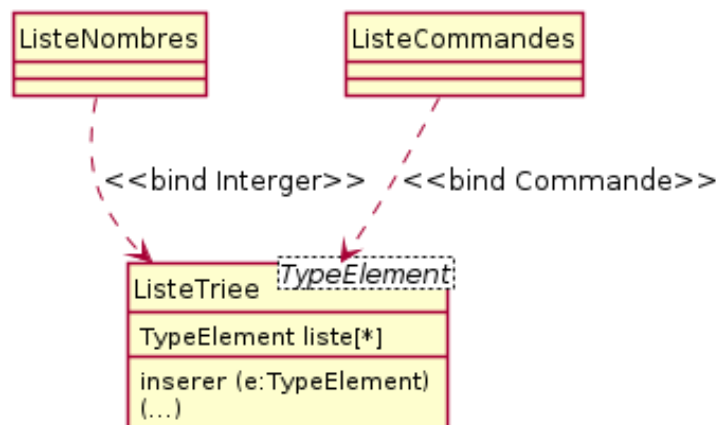 ListeNombres
ListeCommandes
<<bind Interger>>
<<bind Commande>>
TypeElement
ListeTriee
TypeElement liste[*]
inserer (e:TypeElement)
(...)